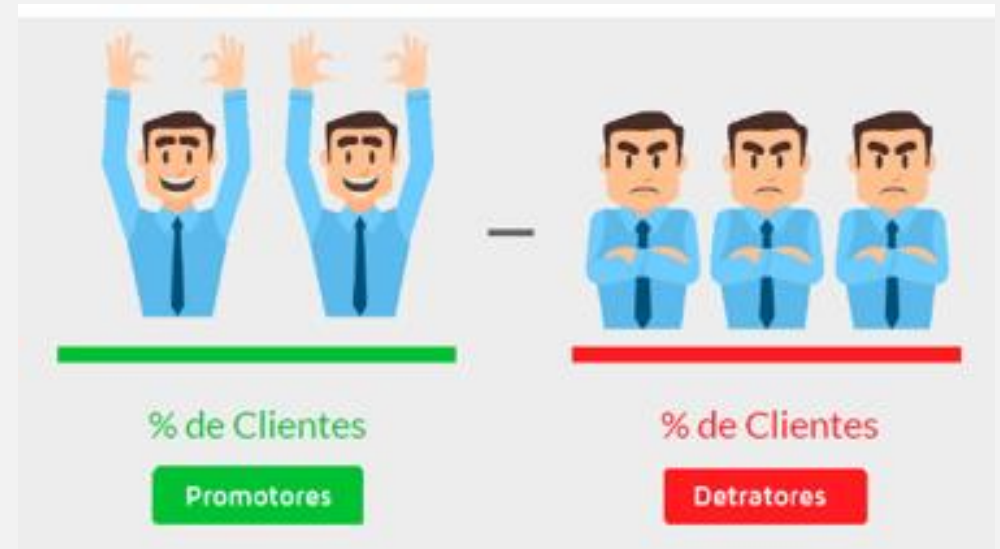 % de Clientes
Promotores
—
% de Clientes
Detratores